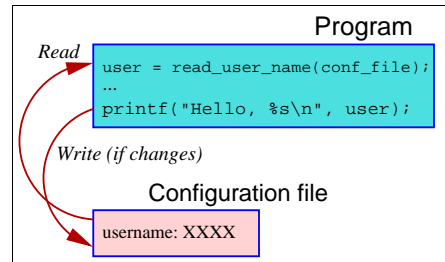 Program
Read
user = read_user_name(conf_file);
...
printf("Hello, %s\n", user);
Write (if changes)
Configuration file
username: XXXX